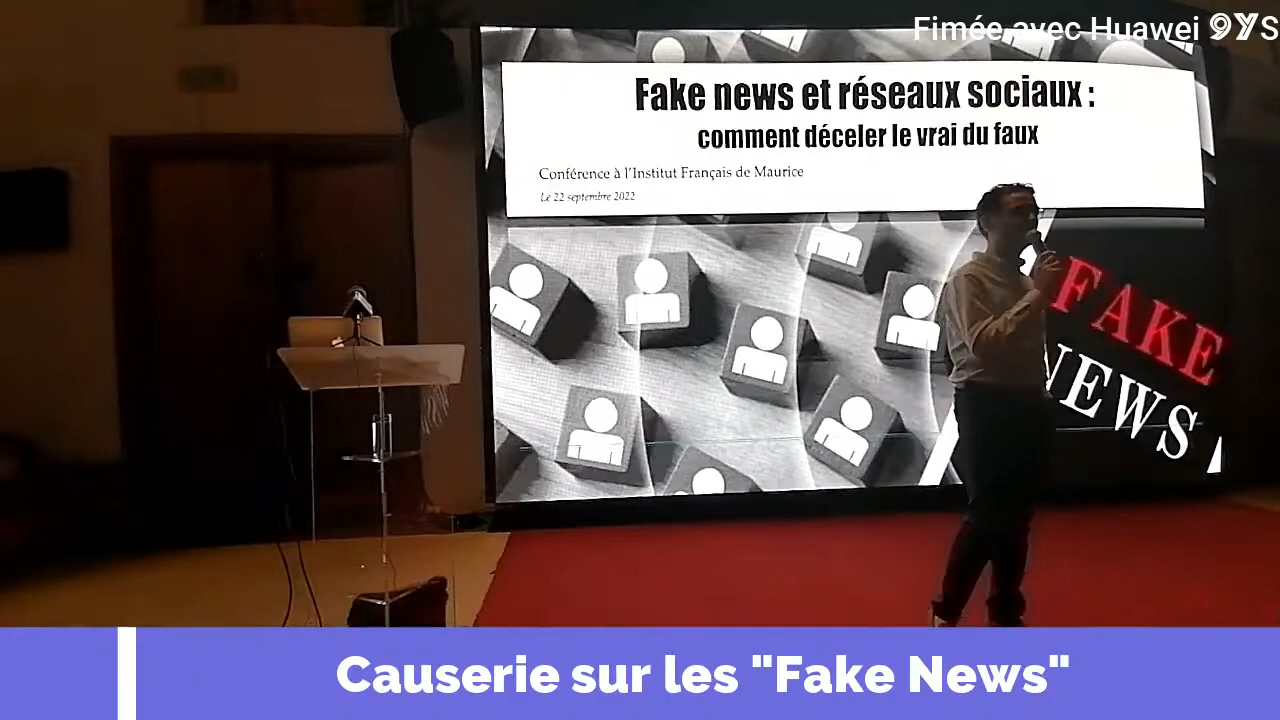 Fimée avec Huawei 9YS
Fake news et réseaux sociaux :
comment déceler le vrai du faux
Conférence à l'Institut Français de Maurice
Le 22 septembre 2022
FAKE
NEWS
Causerie sur les "Fake News"